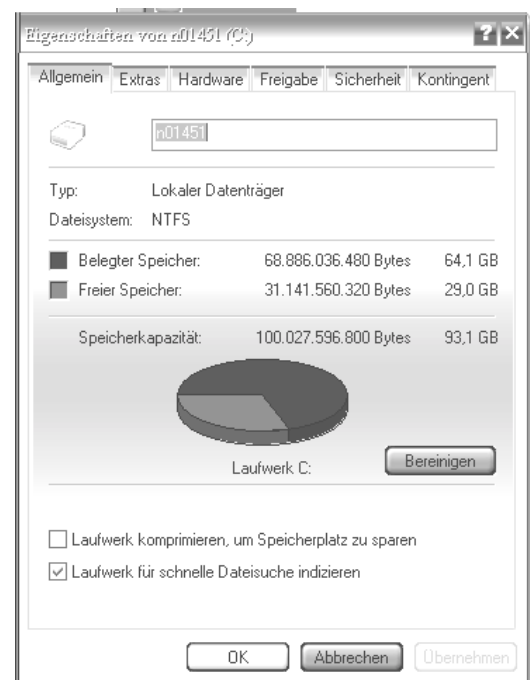 Eigenschaften von n01451 (C:)
Allgemein Extras Hardware Freigabe Sicherheit Kontingent
n01451
Typ: Lokaler Datenträger
Dateisystem: NTFS
Belegter Speicher: 68.886.036.480 Bytes 64,1 GB
Freier Speicher: 31.141.560.320 Bytes 29,0 GB
Speicherkapazität: 100.027.596.800 Bytes 93,1 GB
Laufwerk C: Bereinigen
Laufwerk komprimieren, um Speicherplatz zu sparen
Laufwerk für schnelle Dateisuche indizieren
OK Abbrechen Übernehmen